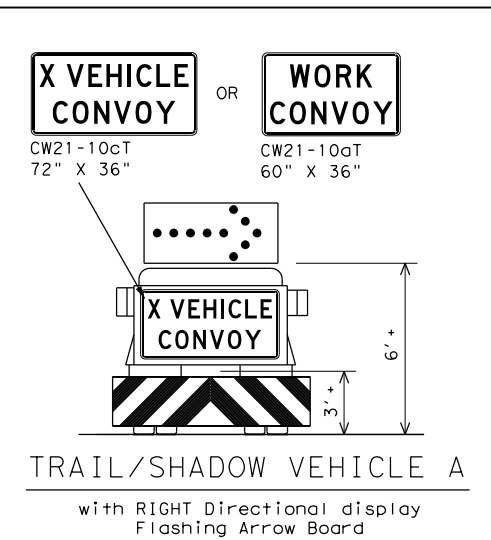 X VEHICLE
CONVOY
OR
WORK
CONVOY
CW21-10cT
72" X 36"
CW21-10aT
60" X 36"
X VEHICLE
CONVOY
6'+
3'+
TRAIL/SHADOW VEHICLE A
with RIGHT Directional display
Flashing Arrow Board